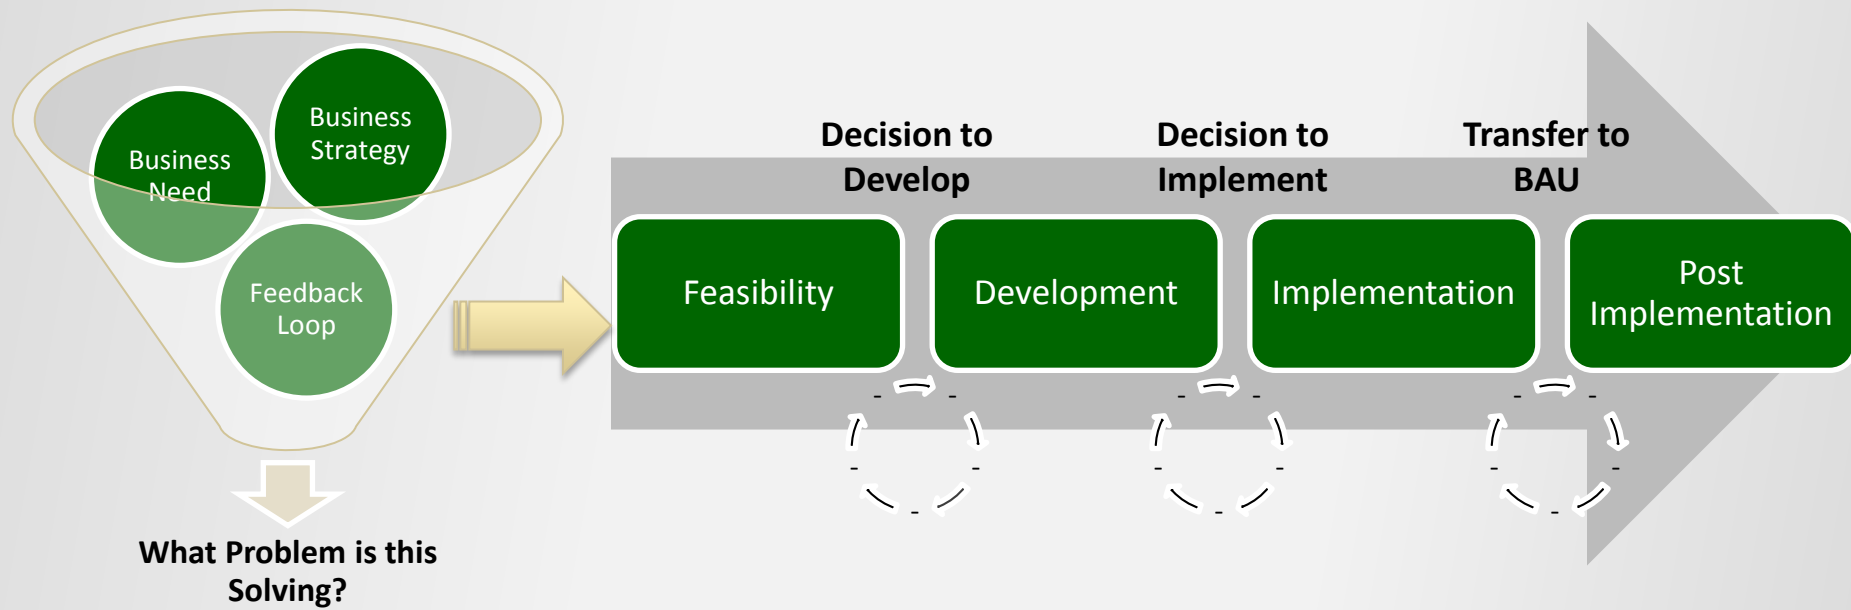 Business
Need
Business
Strategy
Feedback
Loop
What Problem is this
Solving?
Decision to
Develop
Decision to
Implement
Transfer to
BAU
Feasibility
Development
Implementation
Post
Implementation
- -
- -
-
- -
- -
-
- -
- -
-